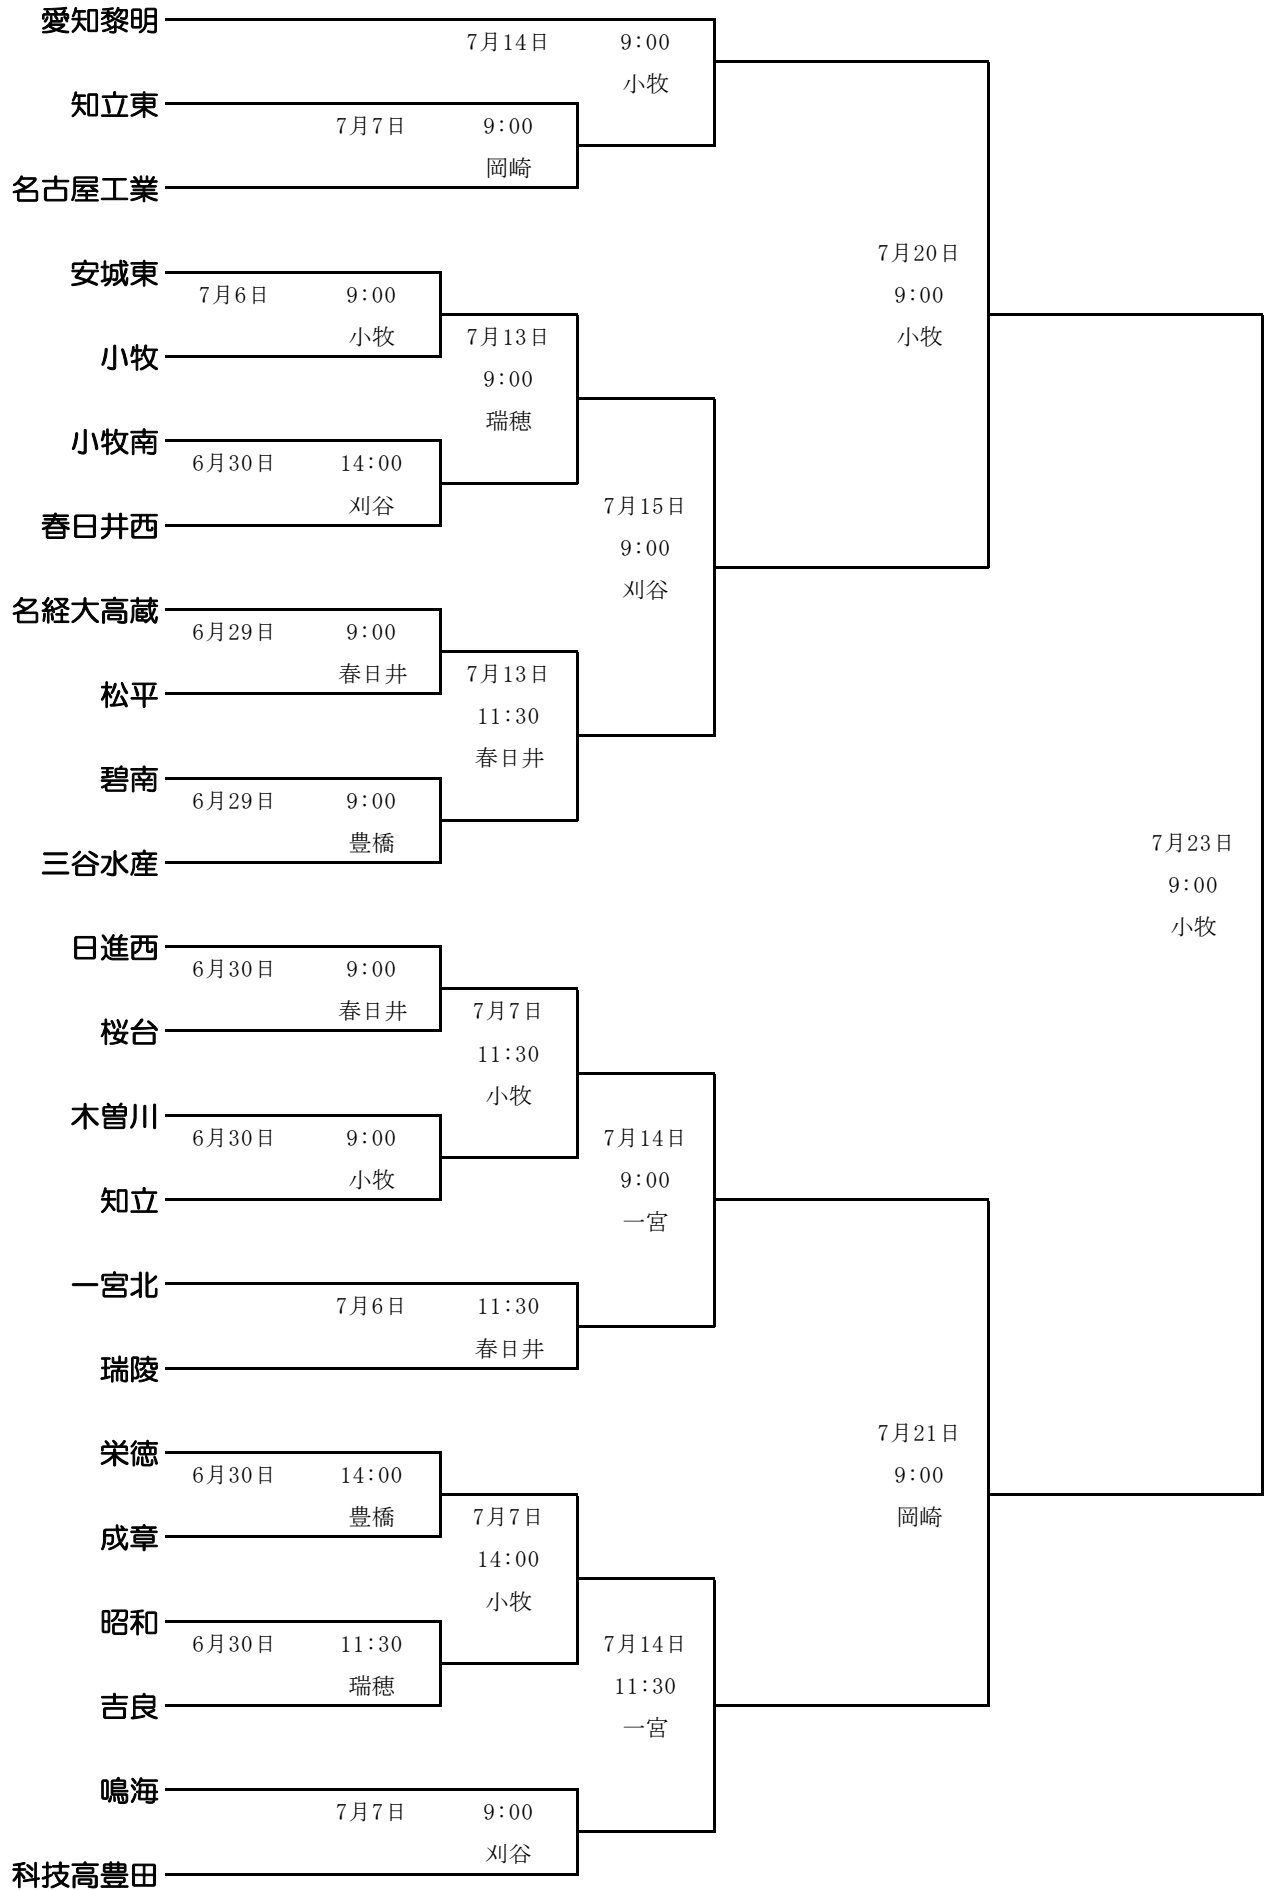 愛知黎明
7月14日 9:00
小牧
知立東
7月7日 9:00
岡崎
名古屋工業
7月20日
安城東
7月6日 9:00
9:00
小牧
7月13日
小牧
小牧
9:00
瑞穂
小牧南
6月30日 14:00
刈谷
7月15日
春日井西
9:00
刈谷
名経大高蔵
6月29日 9:00
春日井
7月13日
松平
11:30
春日井
碧南
6月29日 9:00
豊橋
7月23日
三谷水産
9:00
小牧
日進西
6月30日 9:00
春日井
7月7日
桜台
11:30
小牧
木曽川
6月30日 9:00
7月14日
小牧
9:00
知立
一宮
一宮北
7月6日 11:30
春日井
瑞陵
7月21日
栄徳
6月30日 14:00
9:00
豊橋
7月7日
岡崎
成章
14:00
小牧
昭和
6月30日 11:30
7月14日
瑞穂
11:30
吉良
一宮
鳴海
7月7日 9:00
刈谷
科技高豊田